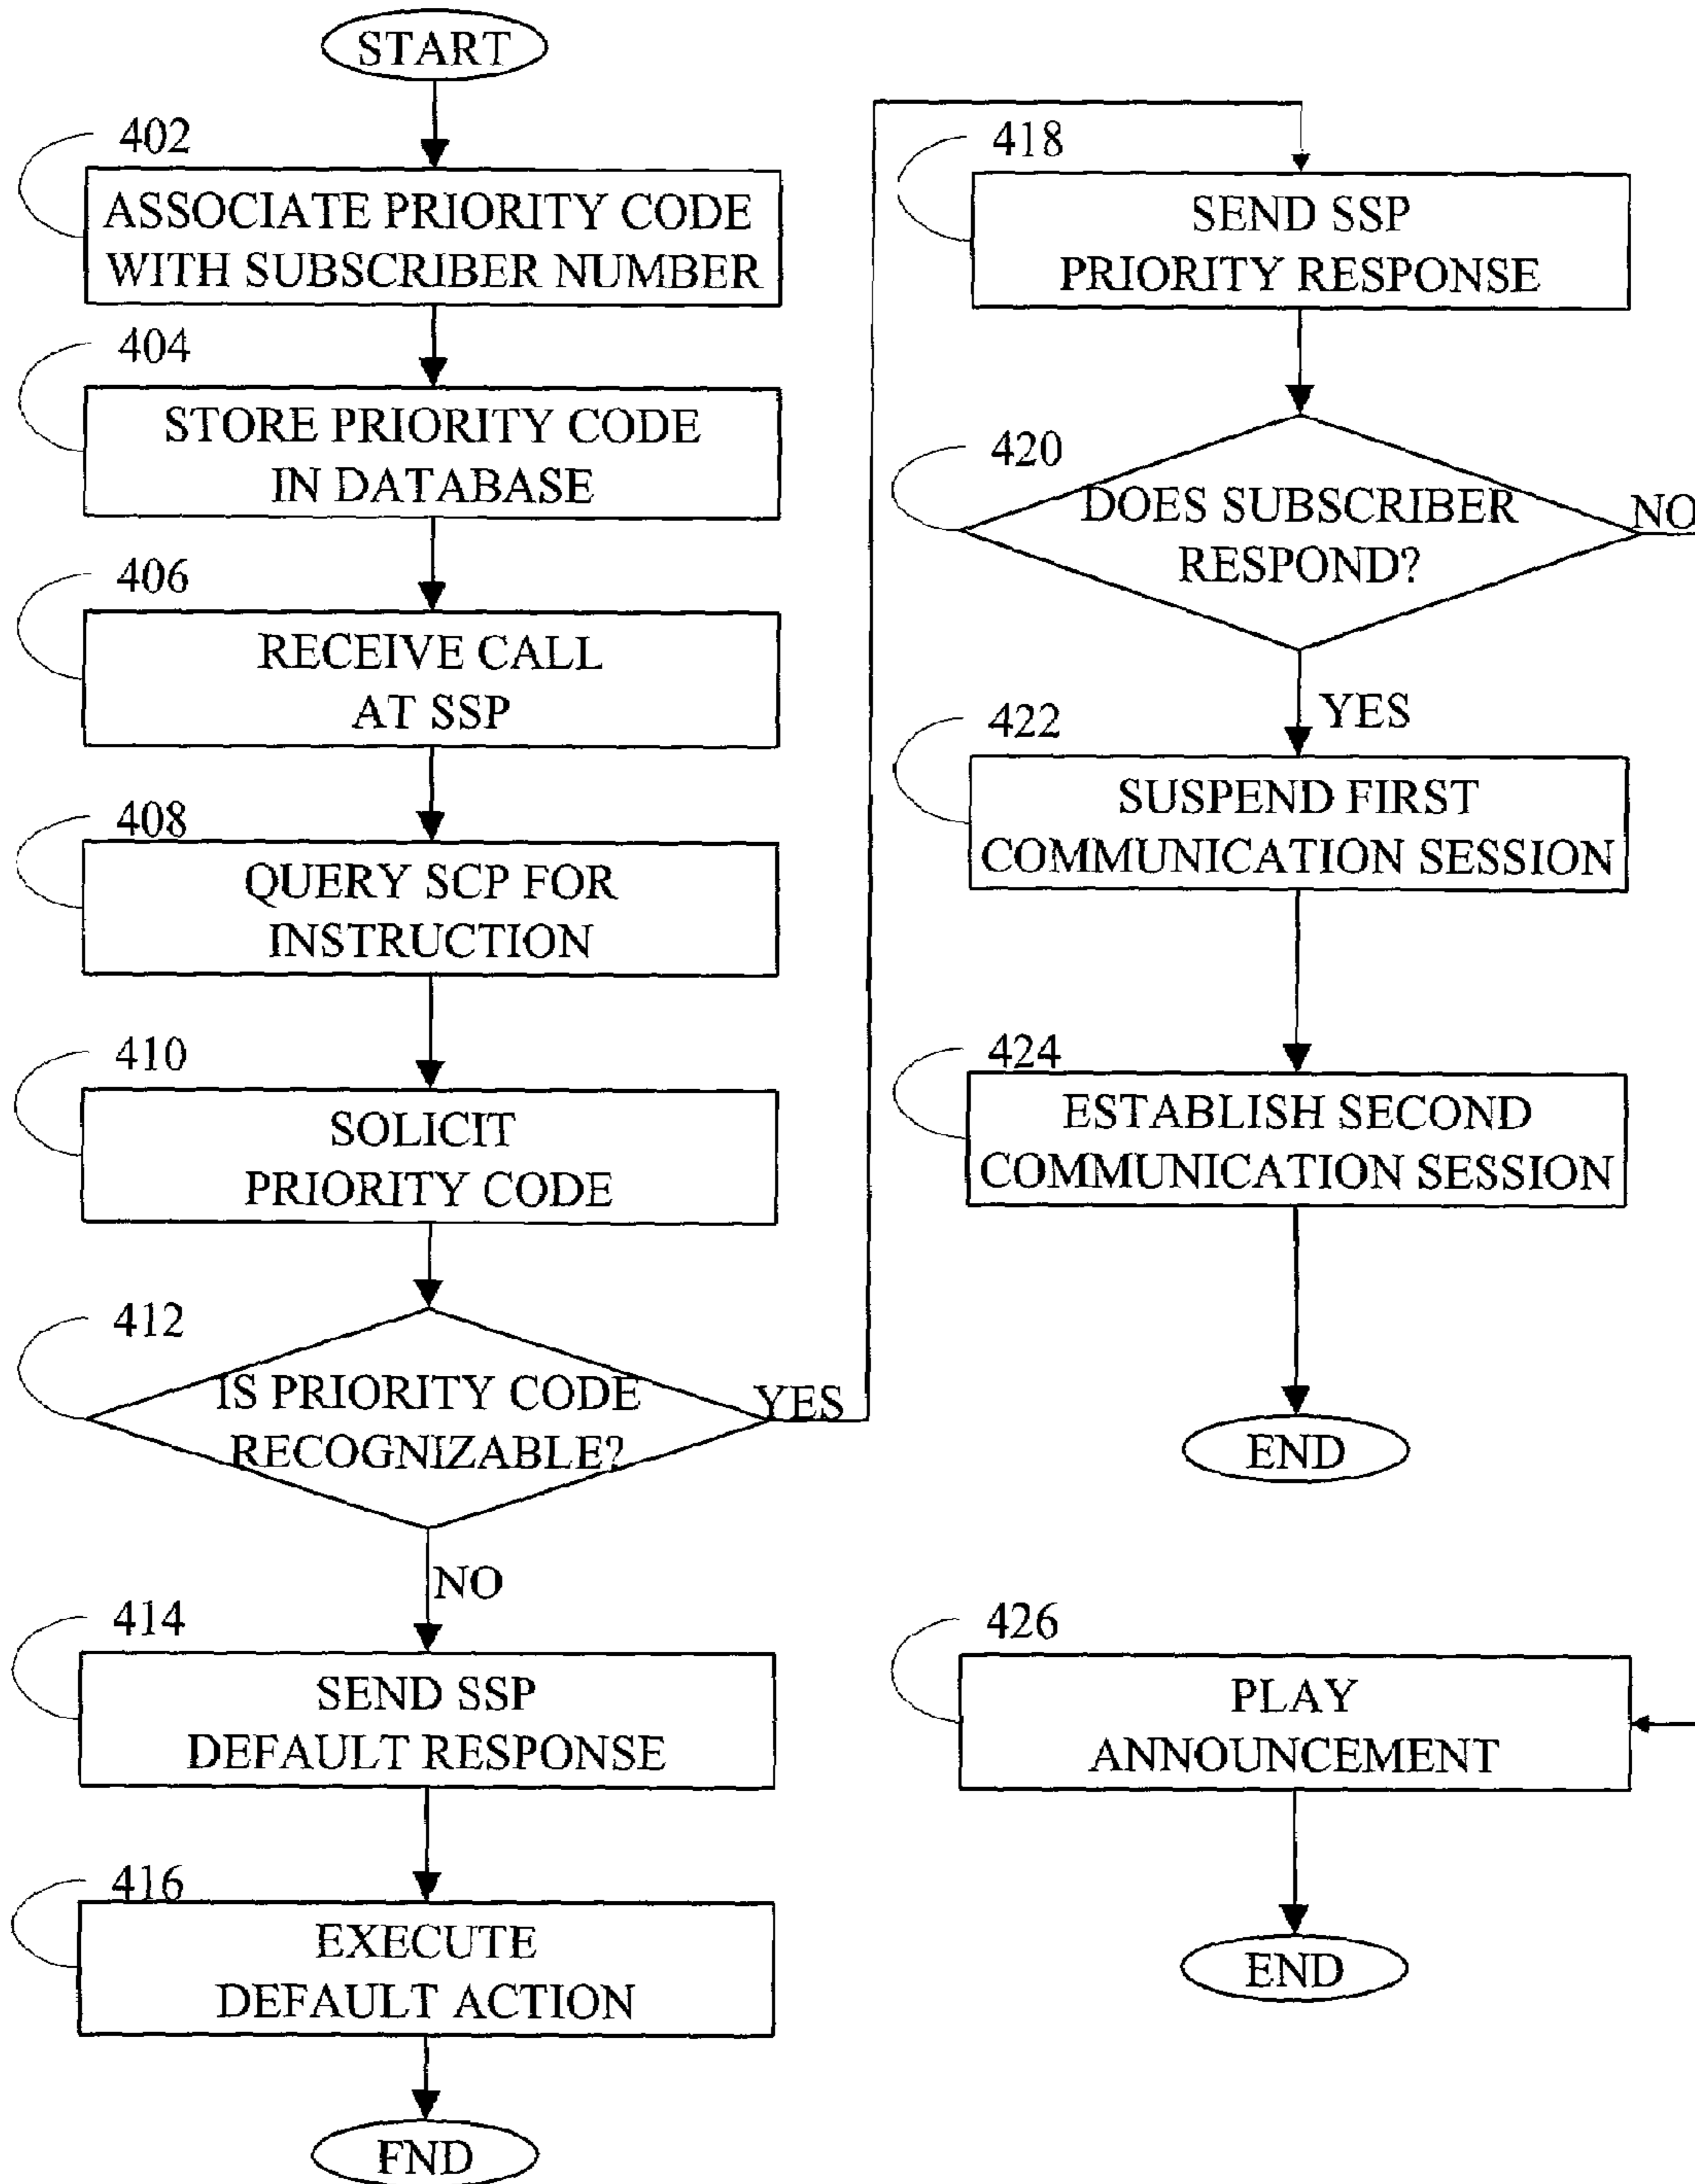 START
402
ASSOCIATE PRIORITY CODE
WITH SUBSCRIBER NUMBER
404
STORE PRIORITY CODE
IN DATABASE
406
RECEIVE CALL
AT SSP
408
QUERY SCP FOR
INSTRUCTION
410
SOLICIT
PRIORITY CODE
412
IS PRIORITY CODE
RECOGNIZABLE?
YES
NO
414
SEND SSP
DEFAULT RESPONSE
416
EXECUTE
DEFAULT ACTION
END
418
SEND SSP
PRIORITY RESPONSE
420
DOES SUBSCRIBER
RESPOND?
NO
YES
422
SUSPEND FIRST
COMMUNICATION SESSION
424
ESTABLISH SECOND
COMMUNICATION SESSION
END
426
PLAY
ANNOUNCEMENT
END